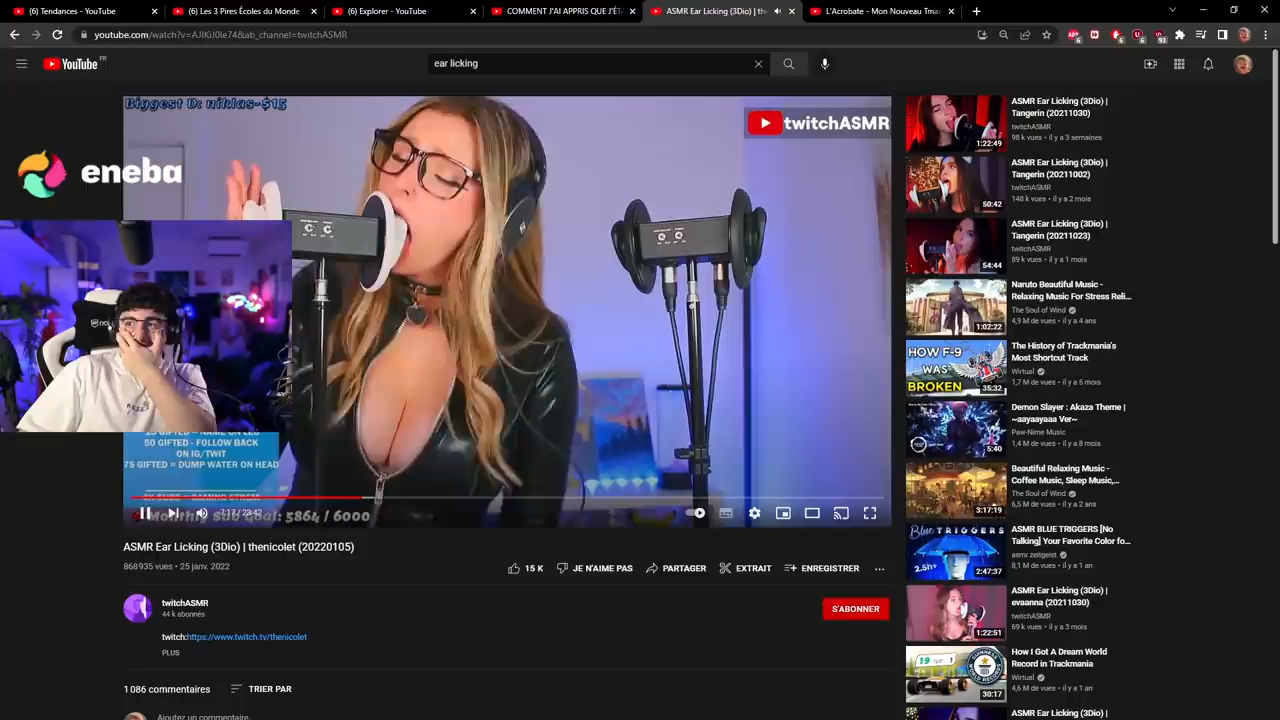 (6) Tendances - YouTube
(6) Les 3 Pires Écoles du Monde
(6) Explorer - YouTube
COMMENT J'AI APPRIS QUE J'ÉT
ASMR Ear Licking (3Dio) | the
L'Acrobate - Mon Nouveau Tma
youtube.com/watch?v=AJIKiJ0le74&ab_channel=twitchASMR
YouTube FR
ear licking
Biggest D: niklas-$15
twitchASMR
eneba
50 GIFTED - FOLLOW BACK
ON IG/TWIT
75 GIFTED = DUMP WATER ON HEAD
7:17 / 23:42
Monthly Sub Goal: 5864 / 6000
ASMR Ear Licking (3Dio) | thenicolet (20220105)
868 935 vues • 25 janv. 2022
15 K
JE N'AIME PAS
PARTAGER
EXTRAIT
ENREGISTRER
twitchASMR
44 k abonnés
S'ABONNER
twitch:https://www.twitch.tv/thenicolet
PLUS
1 086 commentaires
TRIER PAR
Ajoutez un commentaire...
ASMR Ear Licking (3Dio) |
Tangerin (20211030)
twitchASMR
98 k vues • il y a 3 semaines
1:22:49
ASMR Ear Licking (3Dio) |
Tangerin (20211002)
twitchASMR
148 k vues • il y a 2 mois
50:42
ASMR Ear Licking (3Dio) |
Tangerin (20211023)
twitchASMR
89 k vues • il y a 1 mois
54:44
Naruto Beautiful Music -
Relaxing Music For Stress Reli...
The Soul of Wind
4,9 M de vues • il y a 4 ans
1:02:22
HOW F-9
WAS
BROKEN
The History of Trackmania's
Most Shortcut Track
Wirtual
1,7 M de vues • il y a 5 mois
35:32
Demon Slayer : Akaza Theme |
~aayaayaaa Ver~
Paw-Nime Music
1,4 M de vues • il y a 8 mois
5:40
Beautiful Relaxing Music -
Coffee Music, Sleep Music,...
The Soul of Wind
6,5 M de vues • il y a 2 ans
3:17:19
Blue TRIGGERS
2.5h+
ASMR BLUE TRIGGERS [No
Talking] Your Favorite Color fo...
asmr zeitgeist
8,1 M de vues • il y a 1 an
2:47:37
ASMR Ear Licking (3Dio) |
evaanna (20211030)
twitchASMR
69 k vues • il y a 3 mois
1:22:51
How I Got A Dream World
Record in Trackmania
Wirtual
4,6 M de vues • il y a 1 an
30:17
ASMR Ear Licking (3Dio) |